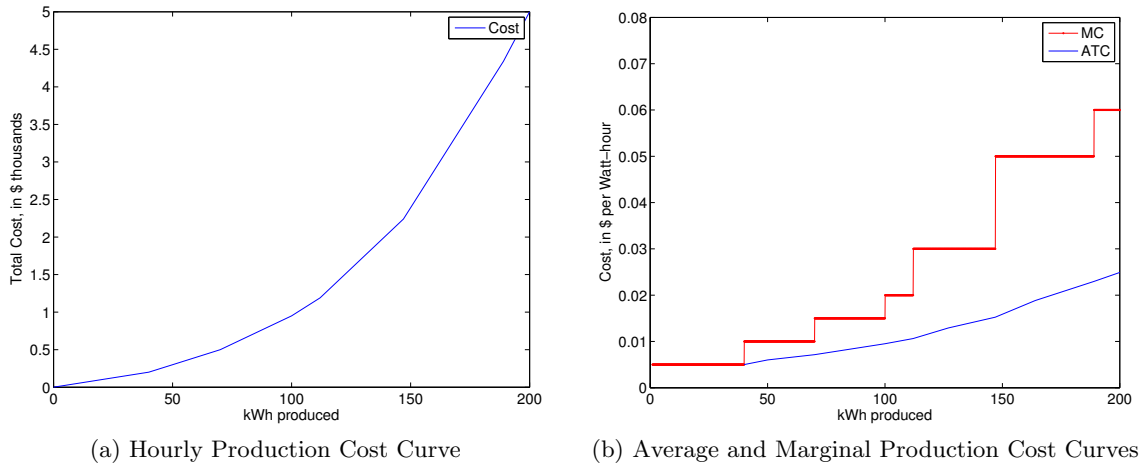 5
4.5
4
3.5
3
2.5
2
1.5
1
0.5
0
Total Cost, in $ thousands
Cost
0 50 100 150 200
kWh produced
(a) Hourly Production Cost Curve
0.08
0.07
0.06
0.05
0.04
0.03
0.02
0.01
0
Cost, in $ per Watt−hour
MC
ATC
0 50 100 150 200
kWh produced
(b) Average and Marginal Production Cost Curves